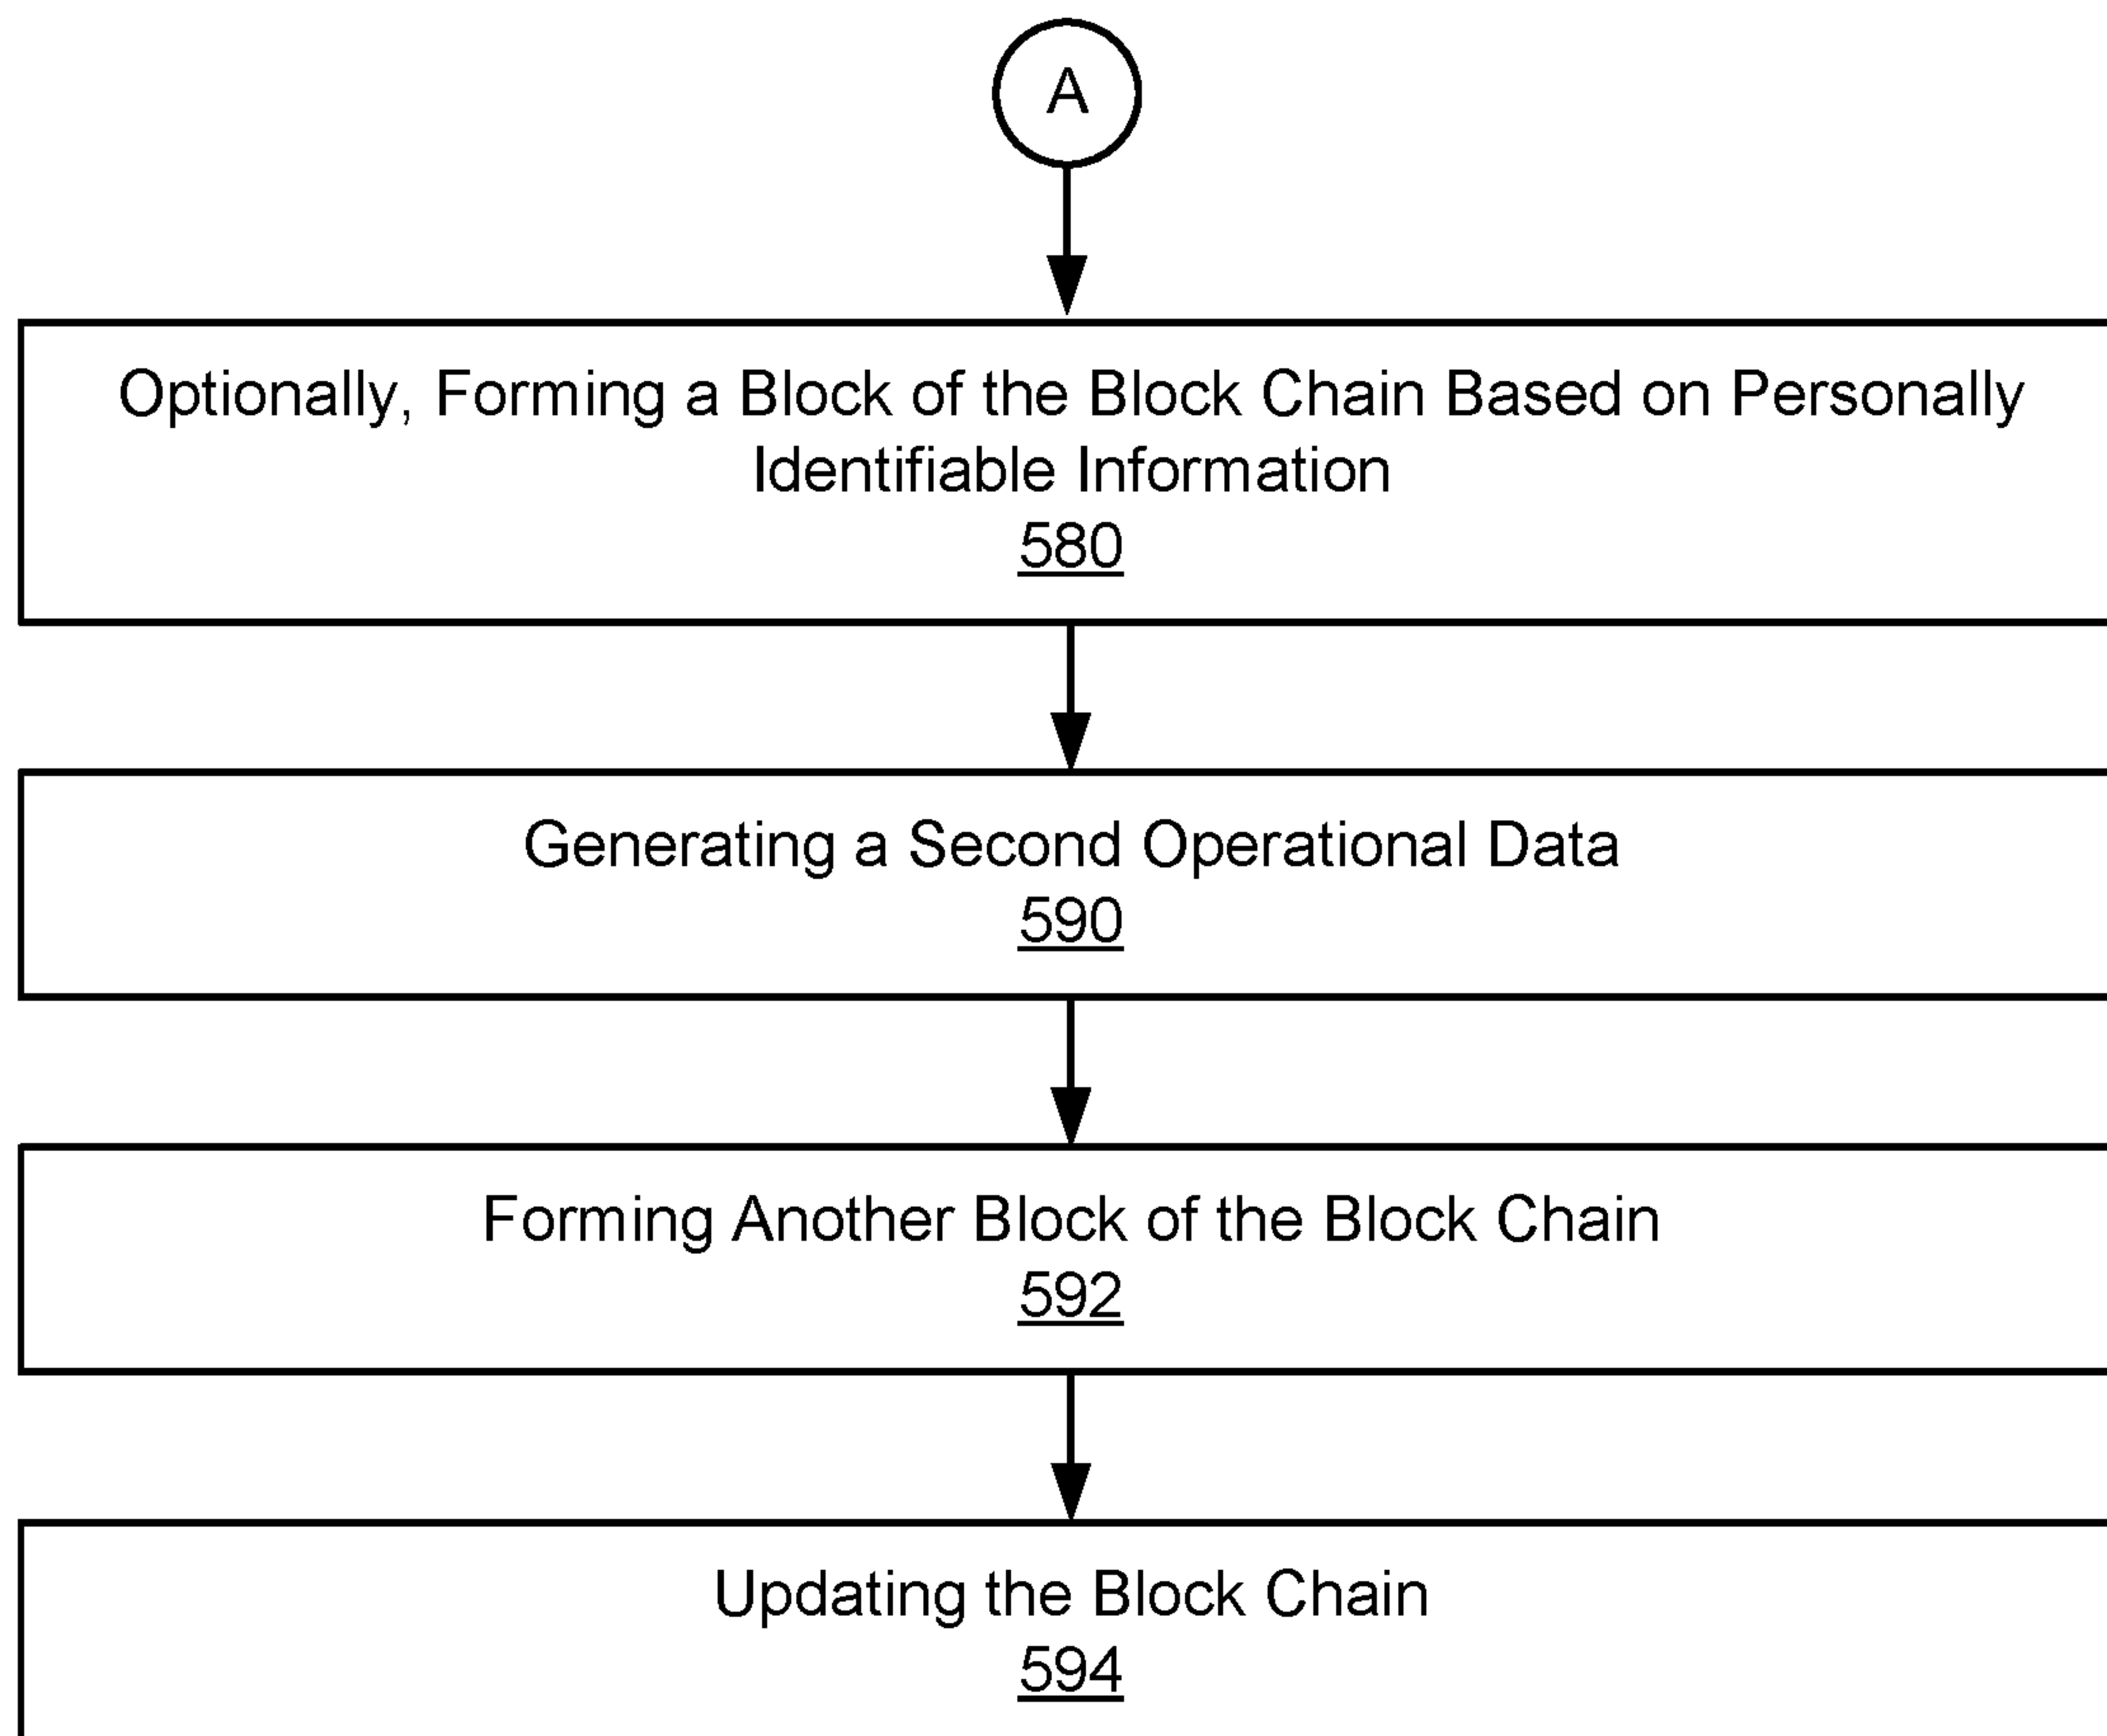 A
Optionally, Forming a Block of the Block Chain Based on Personally
Identifiable Information
580
Generating a Second Operational Data
590
Forming Another Block of the Block Chain
592
Updating the Block Chain
594